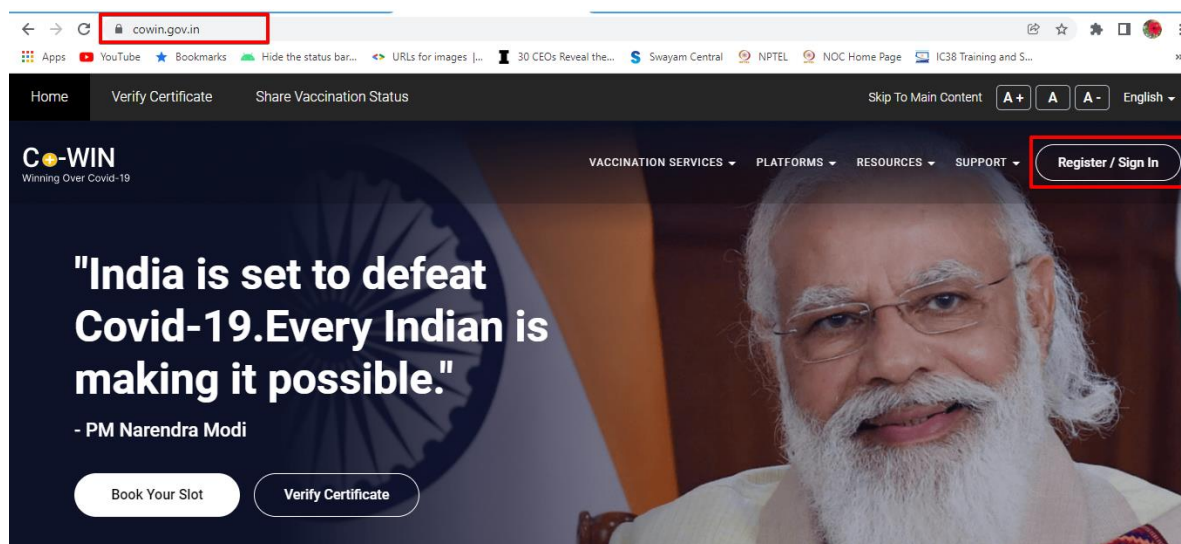 cowin.gov.in
Apps YouTube Bookmarks Hide the status bar... URLs for images |... 30 CEOs Reveal the... Swayam Central NPTEL NOC Home Page IC38 Training and S... »
Home Verify Certificate Share Vaccination Status Skip To Main Content A+ A A- English
Co-WIN
Winning Over Covid-19
VACCINATION SERVICES PLATFORMS RESOURCES SUPPORT Register / Sign In
"India is set to defeat
Covid-19.Every Indian is
making it possible."
- PM Narendra Modi
Book Your Slot Verify Certificate